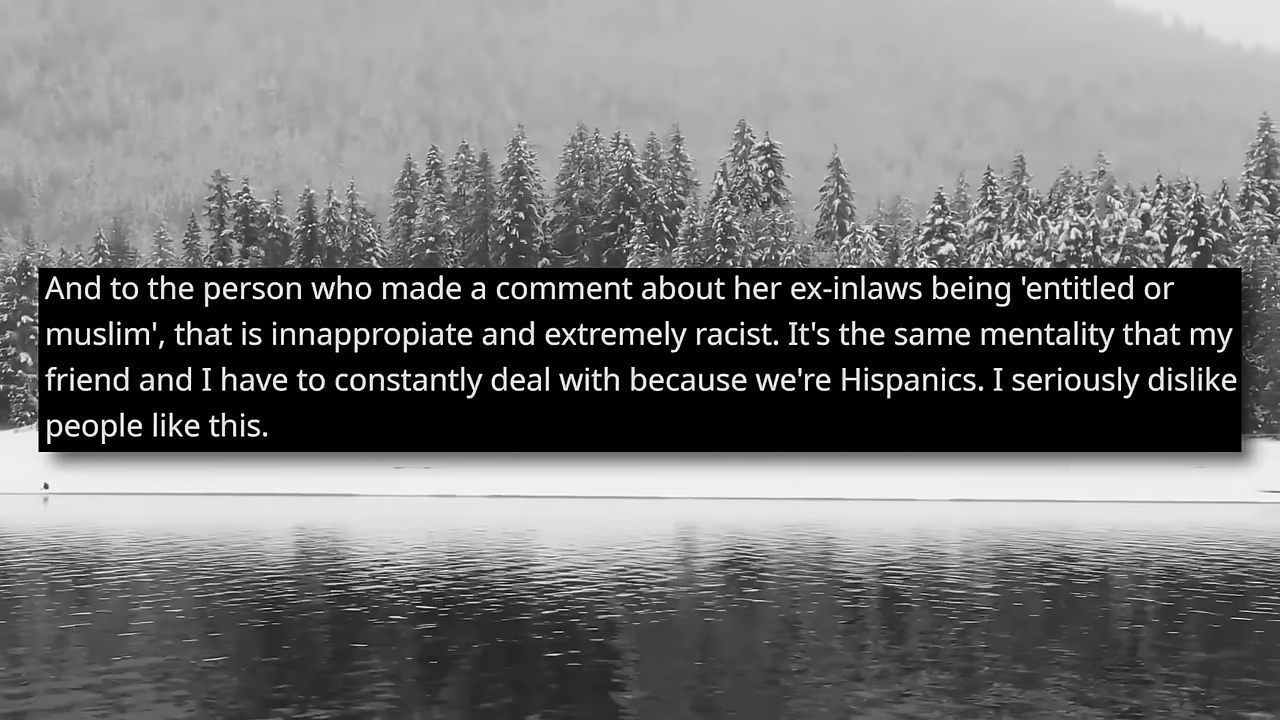 And to the person who made a comment about her ex-inlaws being 'entitled or
muslim', that is innappropiate and extremely racist. It's the same mentality that my
friend and I have to constantly deal with because we're Hispanics. I seriously dislike
people like this.